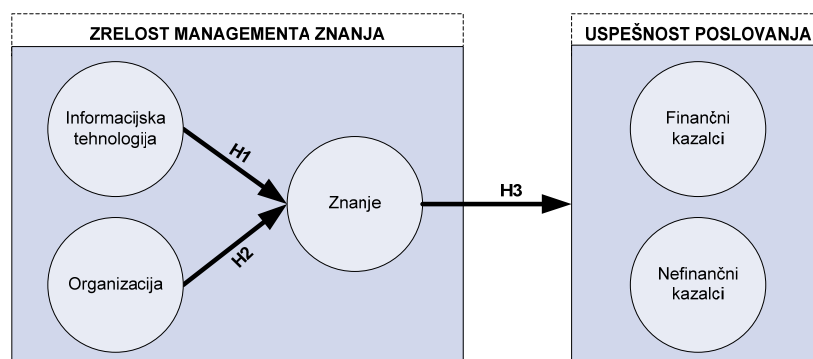 ZRELOST MANAGEMENTA ZNANJA
USPEŠNOST POSLOVANJA
Informacijska
tehnologija
H1
Znanje
H2
Organizacija
H3
Finančni
kazalci
Nefinančni
kazalci